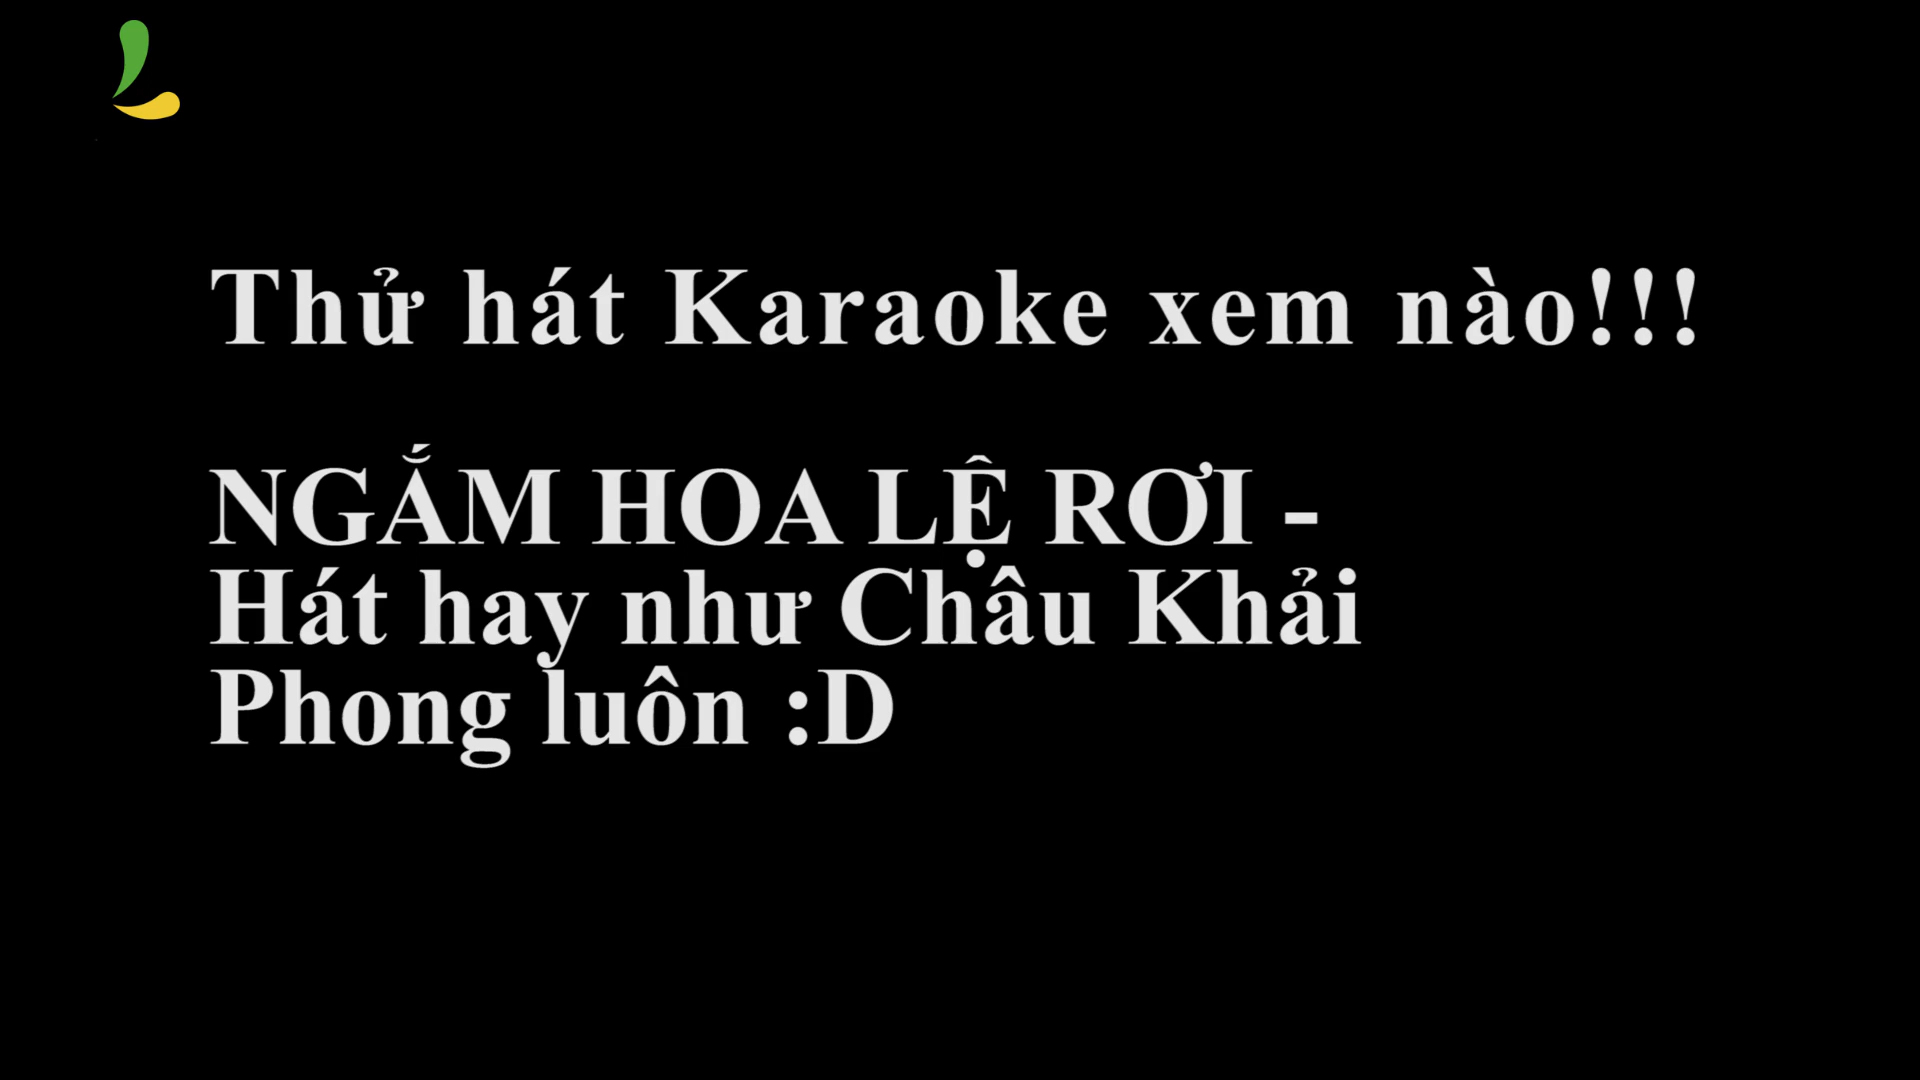 Thử hát Karaoke xem nào!!!
NGẮM HOA LỆ RƠI -
Hát hay như Châu Khải
Phong luôn :D